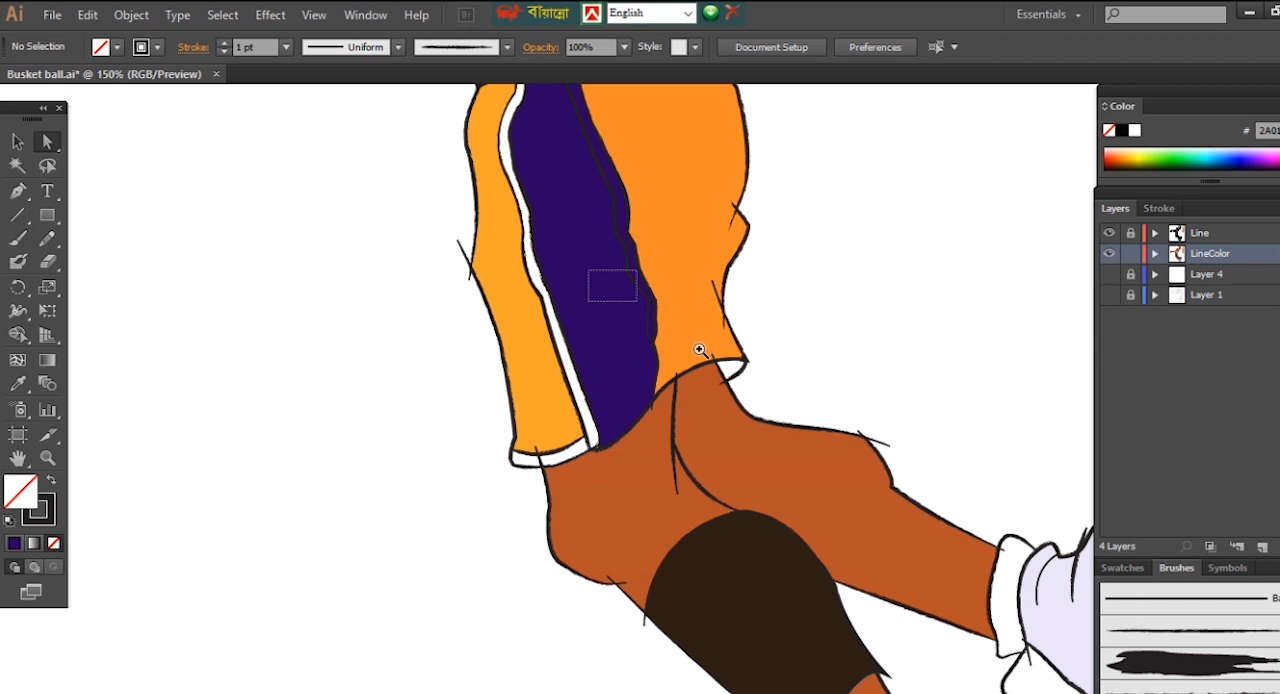 Ai File Edit Object Type Select Effect View Window Help Br বায়ান্নো English Essentials
No Selection Stroke: 1 pt Uniform Opacity: 100% Style: Document Setup Preferences
Busket ball.ai* @ 150% (RGB/Preview) ×
Color
# 2A01
Layers Stroke
Line
LineColor
Layer 4
Layer 1
4 Layers
Swatches Brushes Symbols